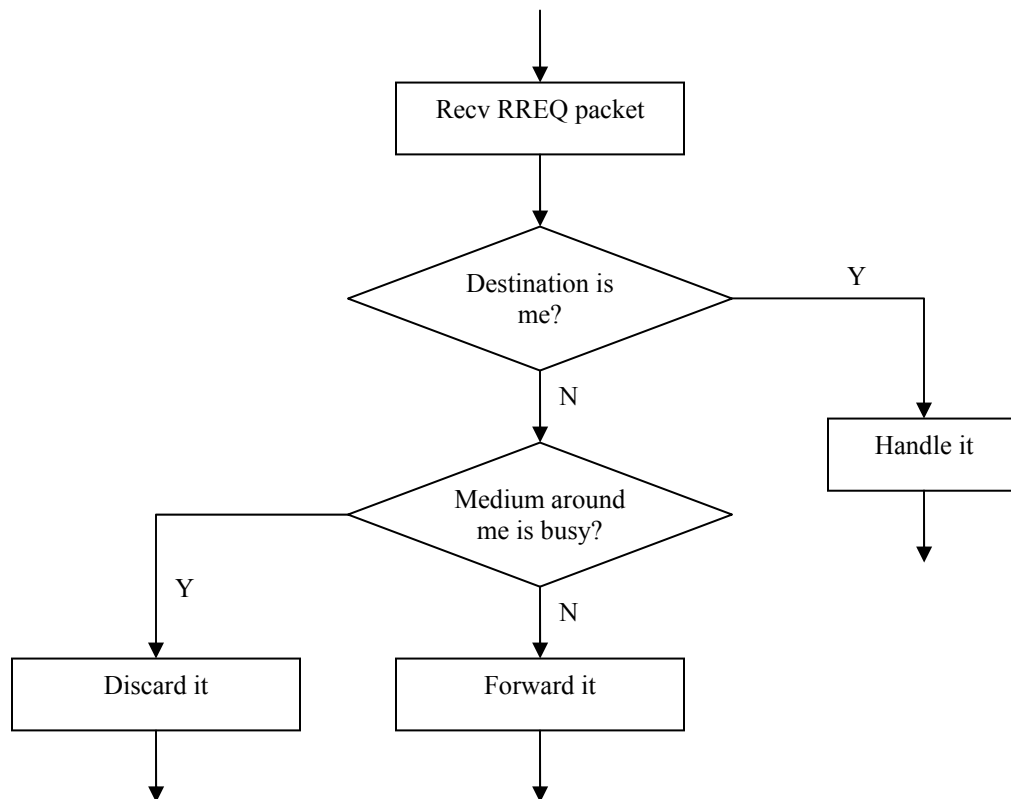 Recv RREQ packet
Destination is
me?
Y
N
Handle it
Medium around
me is busy?
Y
N
Discard it
Forward it